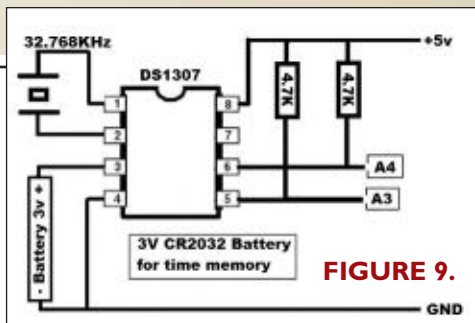 32.768KHz
+5v
DS1307
4.7K
4.7K
1
8
2
7
3
6
A4
4
5
A3
- Battery 3v +
3V CR2032 Battery
for time memory
FIGURE 9.
GND